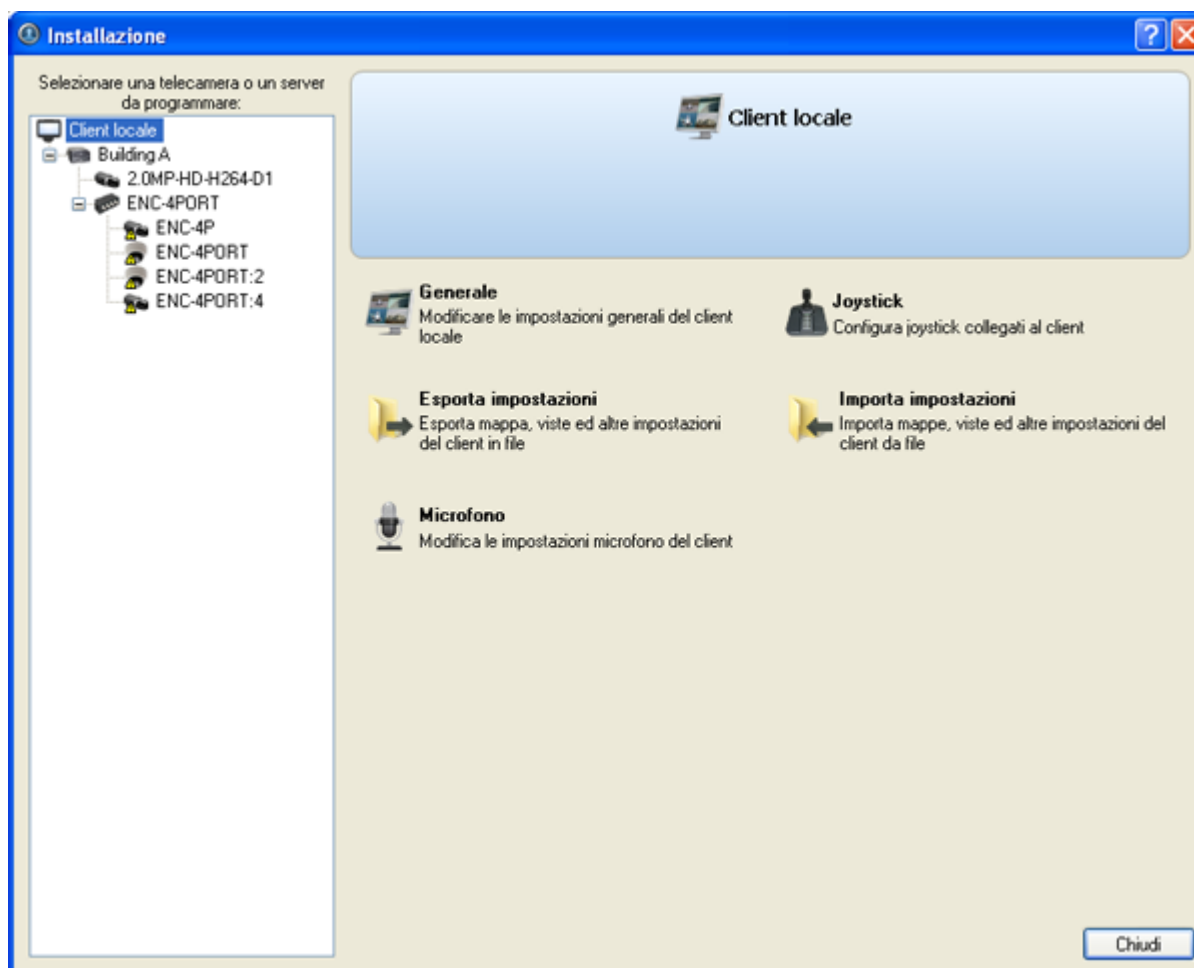 Installazione
Selezionare una telecamera o un server
da programmare:
Client locale
Building A
2.0MP-HD-H264-D1
ENC-4PORT
ENC-4P
ENC-4PORT
ENC-4PORT:2
ENC-4PORT:4
Client locale
Generale
Modificare le impostazioni generali del client
locale
Joystick
Configura joystick collegati al client
Esporta impostazioni
Esporta mappa, viste ed altre impostazioni
del client in file
Importa impostazioni
Importa mappe, viste ed altre impostazioni del
client da file
Microfono
Modifica le impostazioni microfono del client
Chiudi